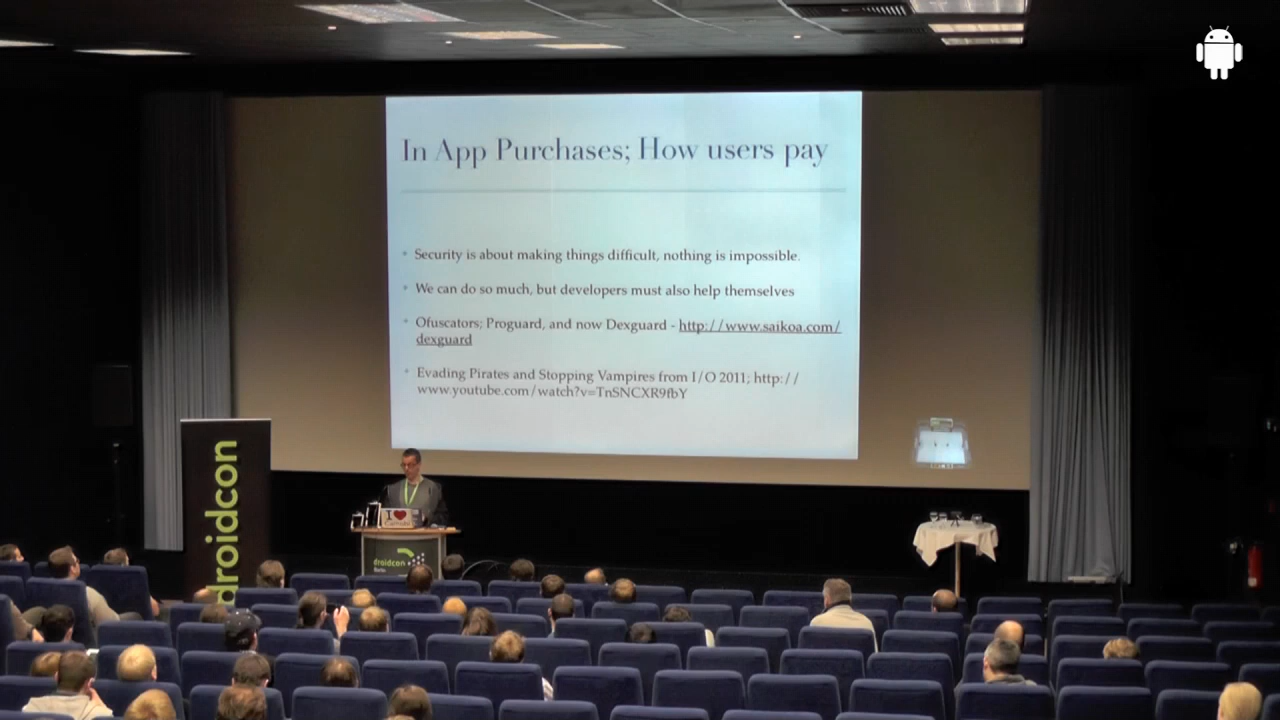 In App Purchases; How users pay
Security is about making things difficult, nothing is impossible.
We can do so much, but developers must also help themselves
Ofuscators; Proguard, and now Dexguard - http://www.saikoa.com/
dexguard
Evading Pirates and Stopping Vampires from I/O 2011; http://
www.youtube.com/watch?v=TnSNCXR9fbY
droidcon
I
droidcon